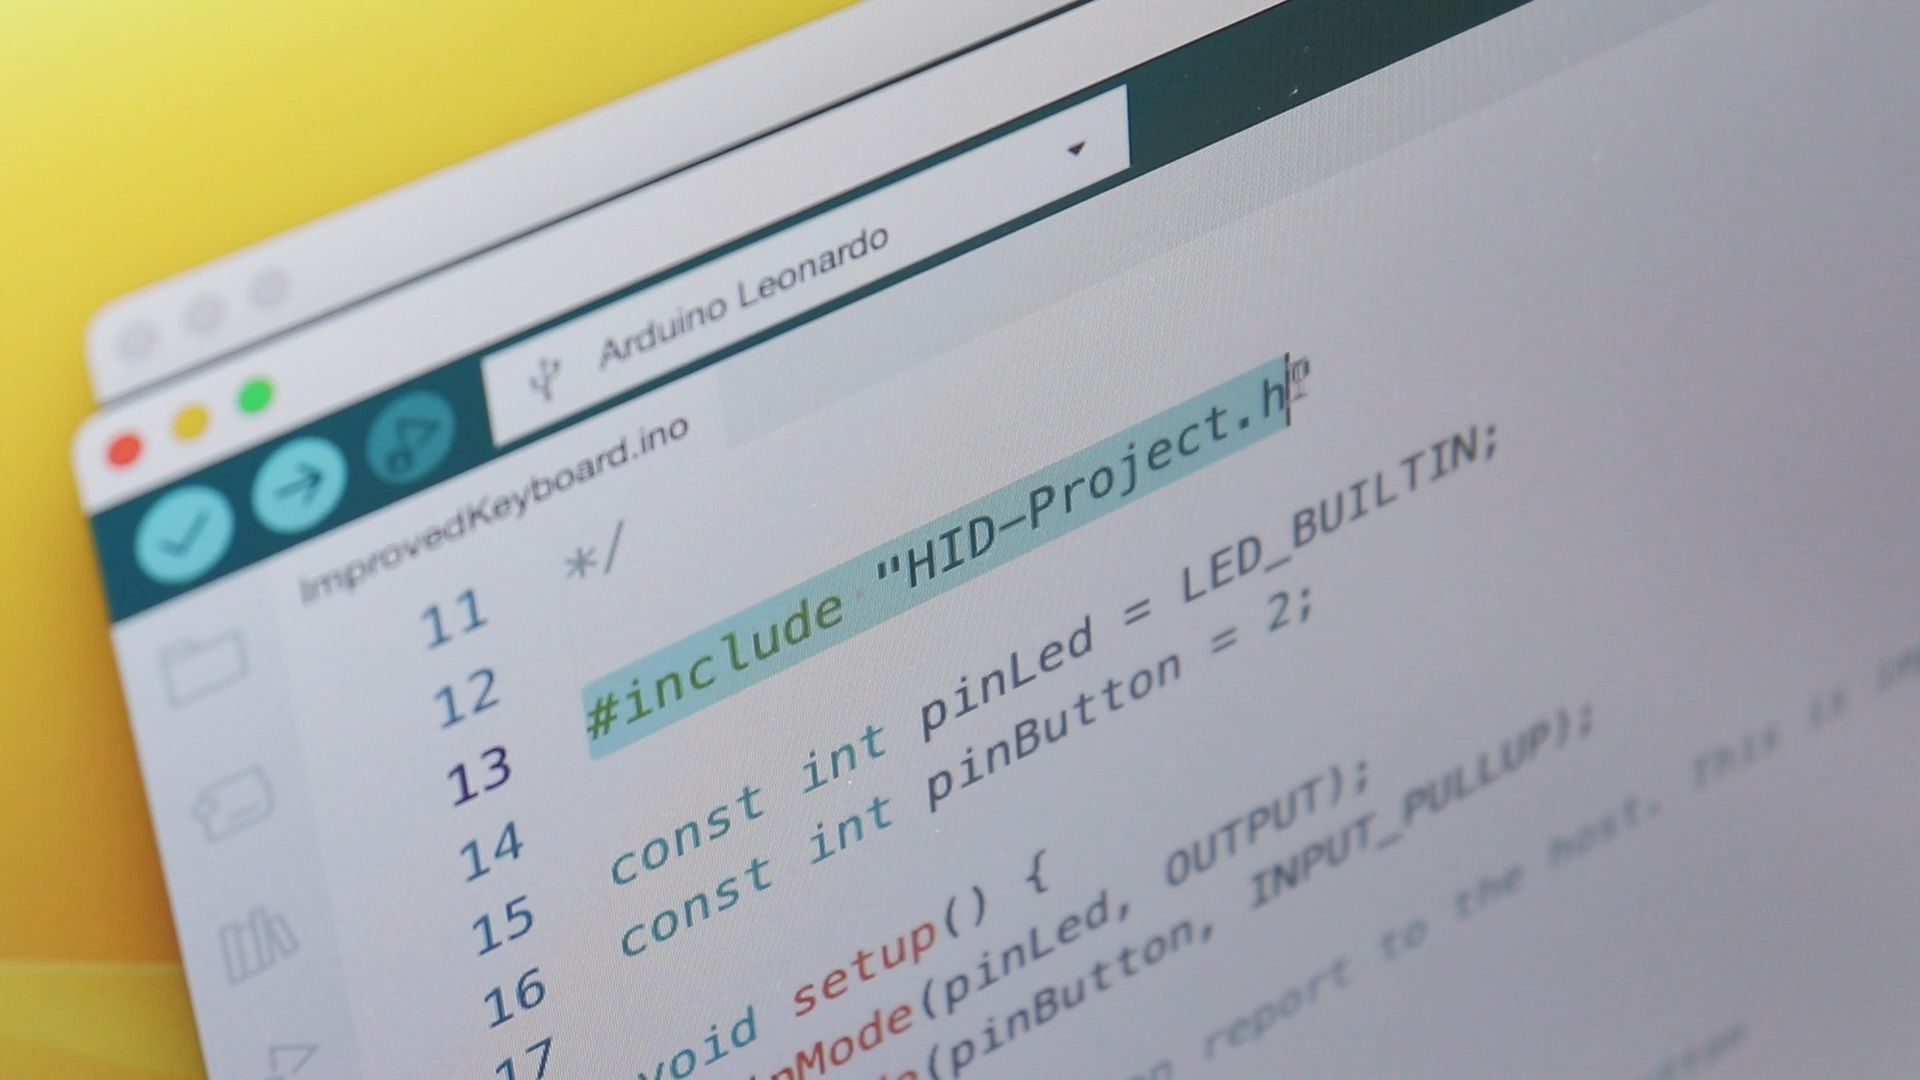 Arduino Leonardo
ImprovedKeyboard.ino
11 */
12
13 #include "HID-Project.h"
14
15 const int pinLed = LED_BUILTIN;
16 const int pinButton = 2;
17
void setup() {
pinMode(pinLed, OUTPUT);
(pinButton, INPUT_PULLUP);
report to the host. This is